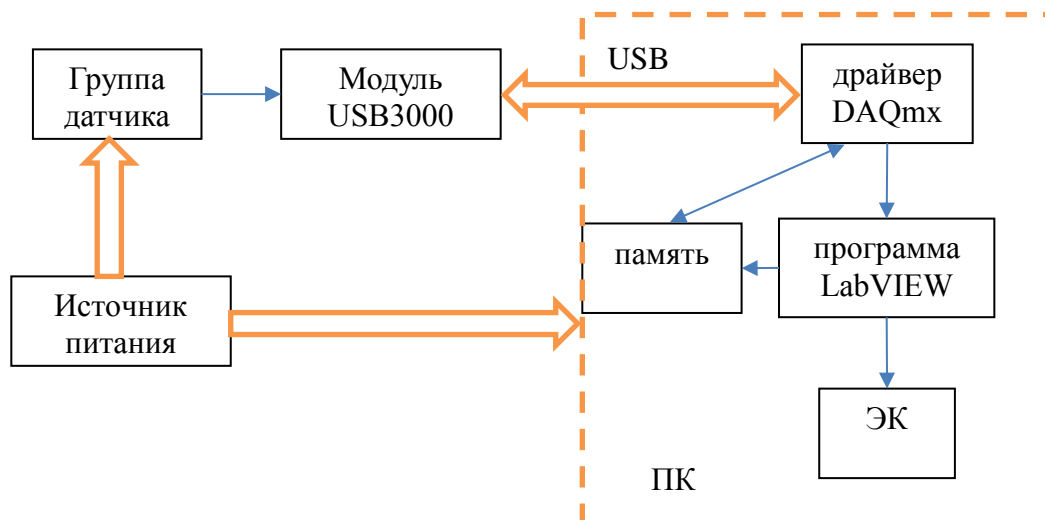 Группа
датчика
Модуль
USB3000
USB
драйвер
DAQmx
память
программа
LabVIEW
Источник
питания
ЭК
ПК